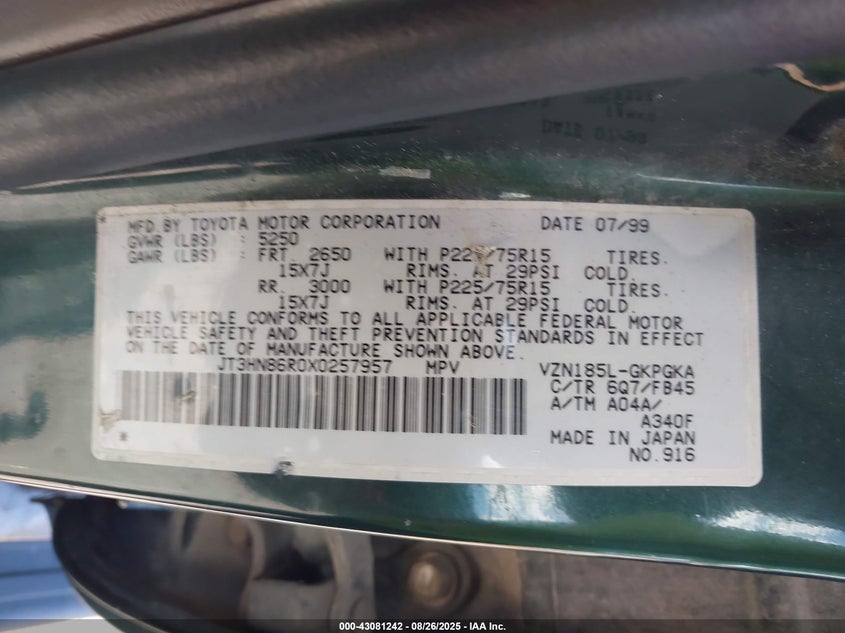 MFD.BY TOYOTA MOTOR CORPORATION DATE 07/99
GVWR (LBS) : 5250
GAWR (LBS) : FRT. 2650 WITH P225/75R15 TIRES.
15X7J RIMS. AT 29PSI COLD.
RR. 3000 WITH P225/75R15 TIRES.
15X7J RIMS. AT 29PSI COLD.
THIS VEHICLE CONFORMS TO ALL APPLICABLE FEDERAL MOTOR
VEHICLE SAFETY AND THEFT PREVENTION STANDARDS IN EFFECT
ON THE DATE OF MANUFACTURE SHOWN ABOVE.
JT3HN86R0X0257957 MPV VZN185L-GKPGKA
C/TR 6Q7/FB45
A/TM A04A/
A340F
* MADE IN JAPAN
NO.916
000-43081242 - 08/26/2025 - IAA Inc.